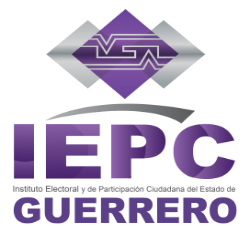 IEPC
Instituto Electoral y de Participación Ciudadana del Estado de
GUERRERO